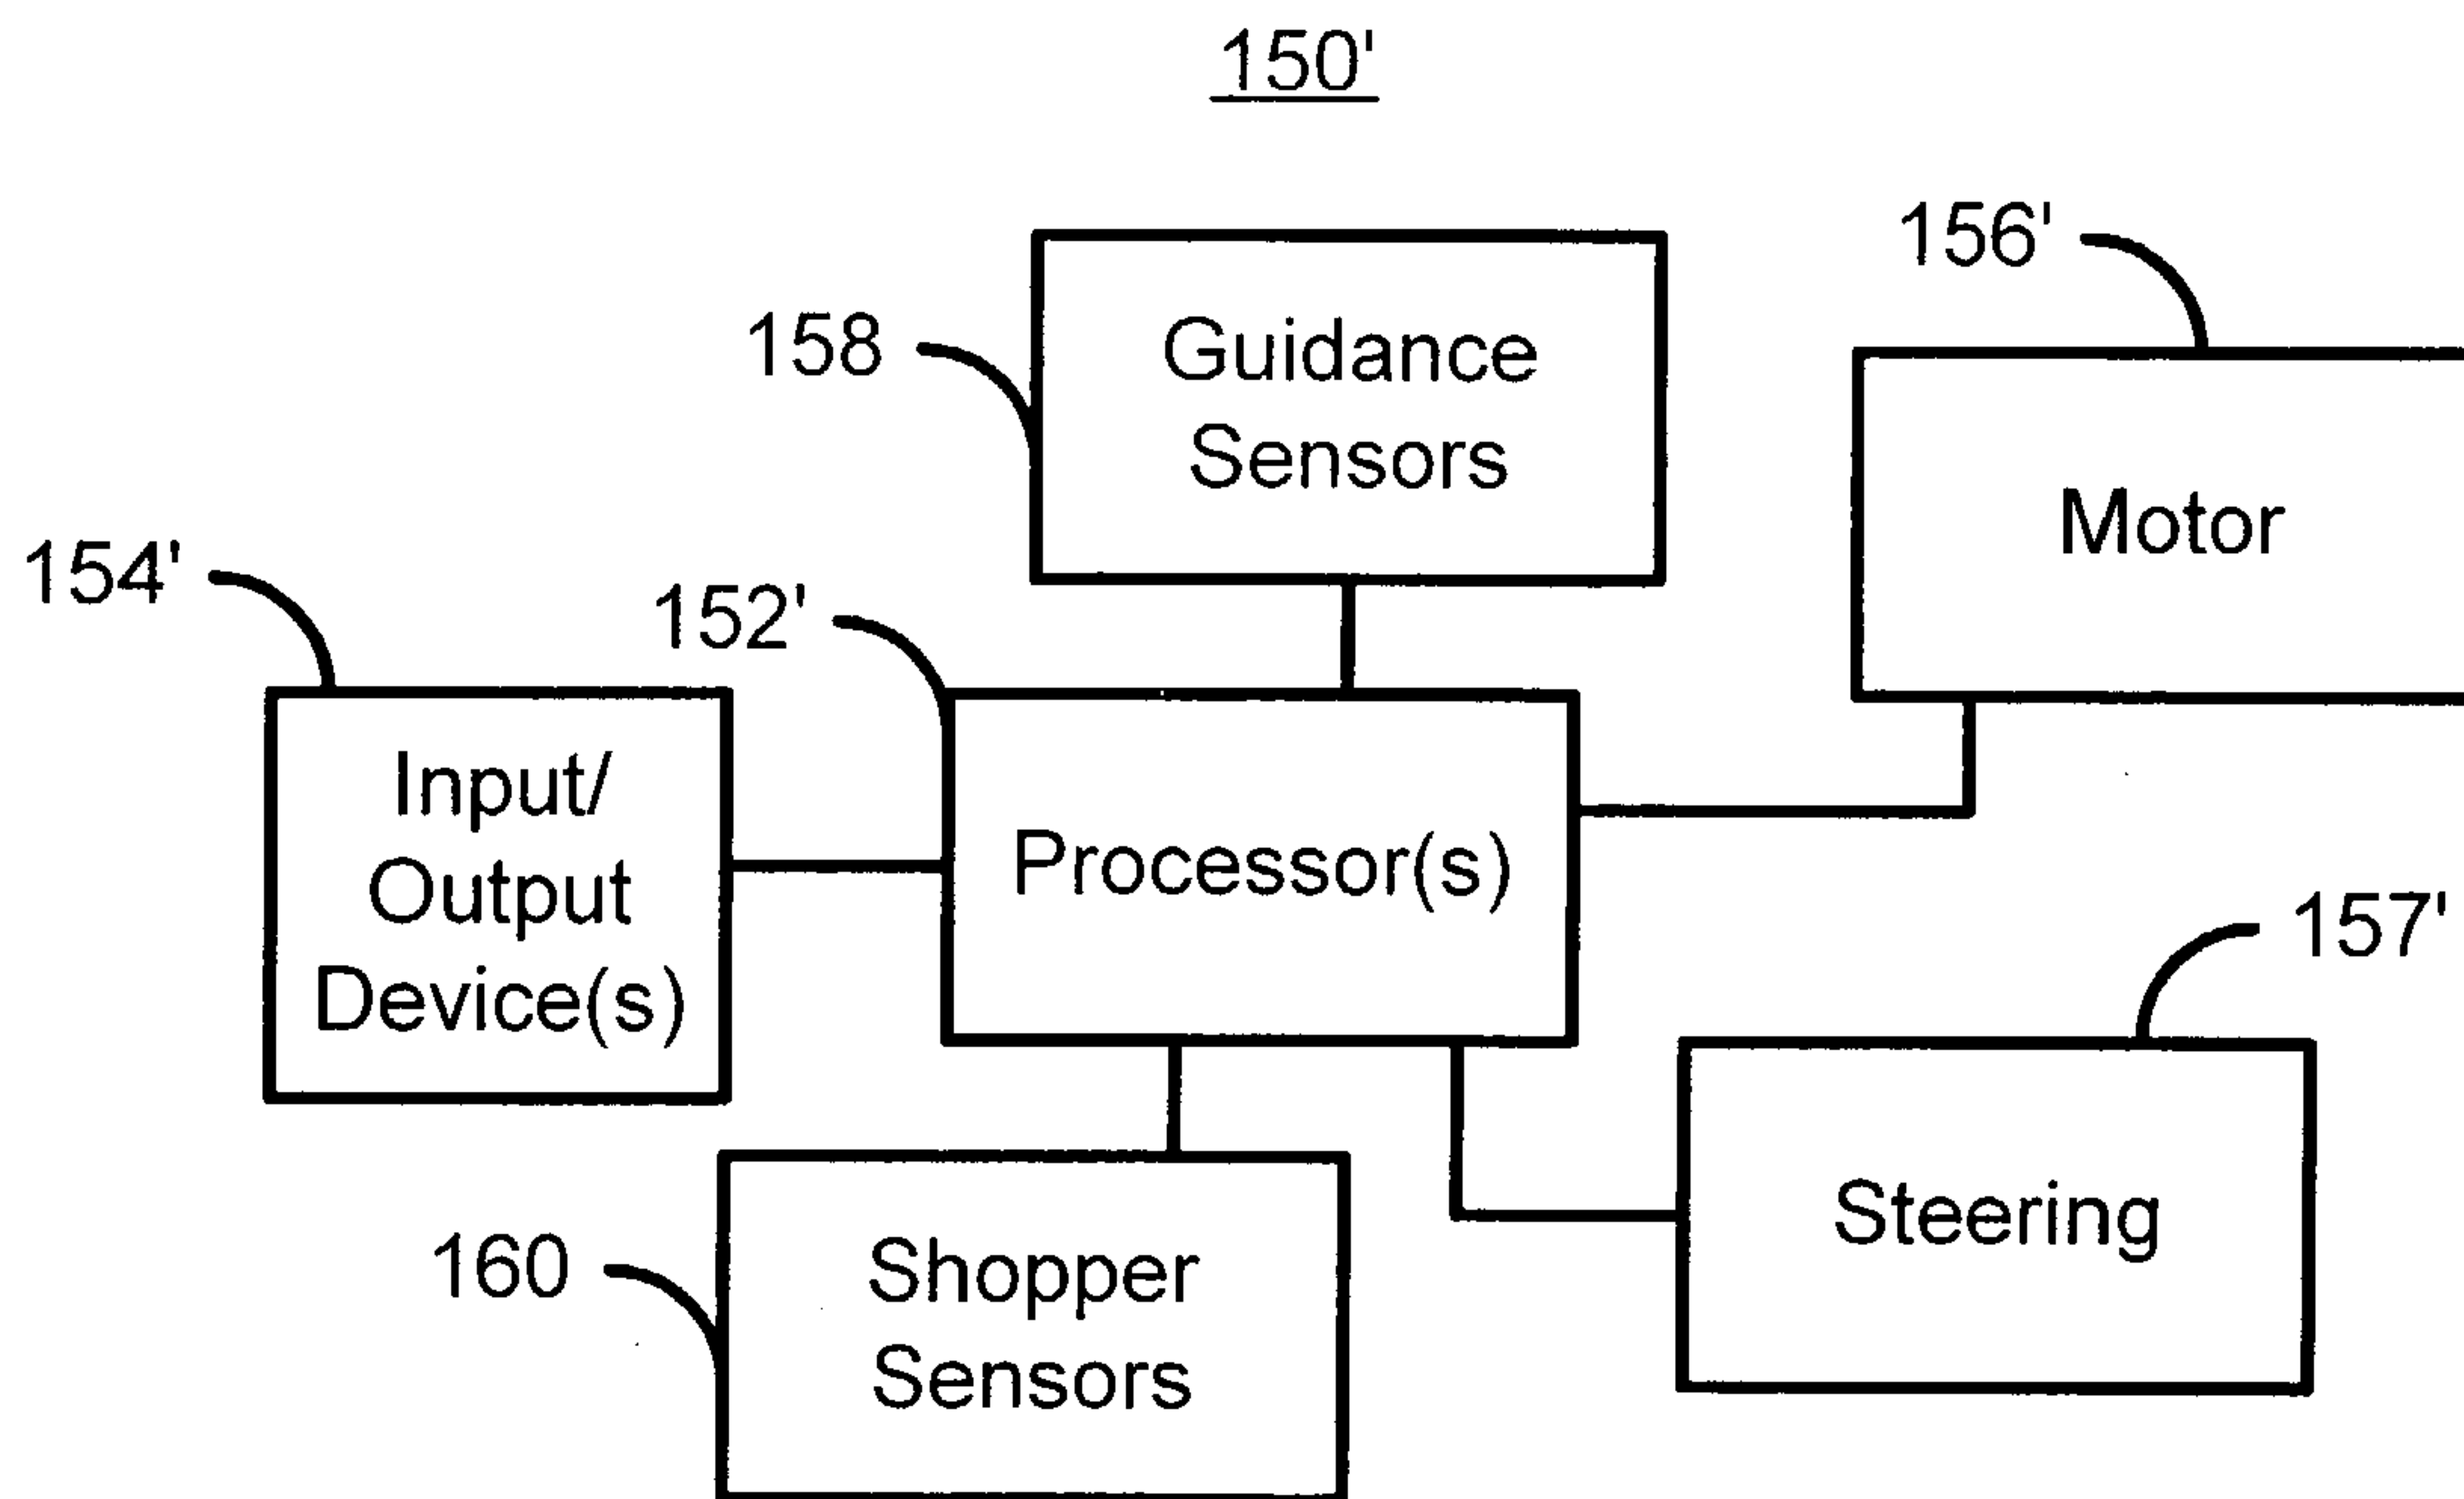 150'
156'
158
Guidance
Sensors
Motor
154'
152'
Input/
Output
Device(s)
Processor(s)
157'
160
Shopper
Sensors
Steering